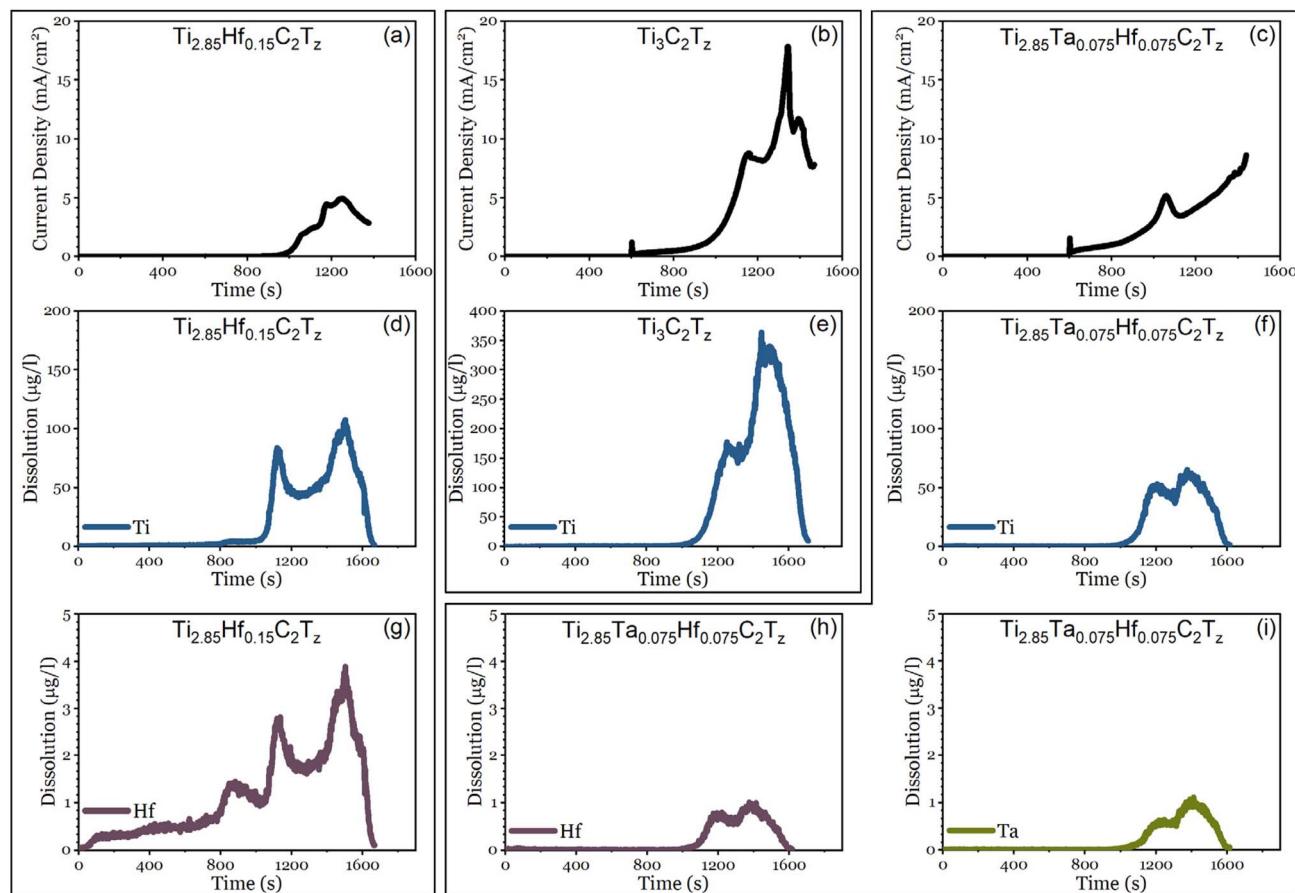 Ti2.85Hf0.15C2Tz (a)
Current Density (mA/cm²)
20
15
10
5
0
0 400 800 1200 1600
Time (s)
Ti3C2Tz (b)
Current Density (mA/cm²)
20
15
10
5
0
0 400 800 1200 1600
Time (s)
Ti2.85Ta0.075Hf0.075C2Tz (c)
Current Density (mA/cm²)
20
15
10
5
0
0 400 800 1200 1600
Time (s)
Ti2.85Hf0.15C2Tz (d)
Dissolution (µg/l)
200
150
100
50
0
Ti
0 400 800 1200 1600
Time (s)
Ti3C2Tz (e)
Dissolution (µg/l)
400
350
300
250
200
150
100
50
0
Ti
0 400 800 1200 1600
Time (s)
Ti2.85Ta0.075Hf0.075C2Tz (f)
Dissolution (µg/l)
200
150
100
50
0
Ti
0 400 800 1200 1600
Time (s)
Ti2.85Hf0.15C2Tz (g)
Dissolution (µg/l)
5
4
3
2
1
0
Hf
0 400 800 1200 1600
Time (s)
Ti2.85Ta0.075Hf0.075C2Tz (h)
Dissolution (µg/l)
5
4
3
2
1
0
Hf
0 400 800 1200 1600
Time (s)
Ti2.85Ta0.075Hf0.075C2Tz (i)
Dissolution (µg/l)
5
4
3
2
1
0
Ta
0 400 800 1200 1600
Time (s)